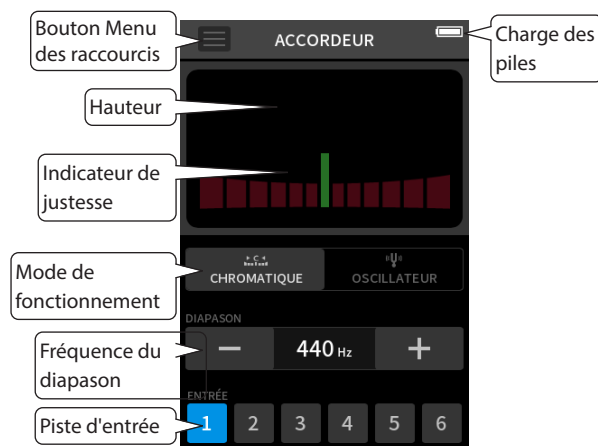 Bouton Menu
des raccourcis
ACCORDEUR
Charge des
piles
Hauteur
Indicateur de
justesse
Mode de
fonctionnement
C
CHROMATIQUE
OSCILLATEUR
DIAPASON
Fréquence du
diapason
− 440 Hz +
ENTRÉE
Piste d'entrée
1 2 3 4 5 6